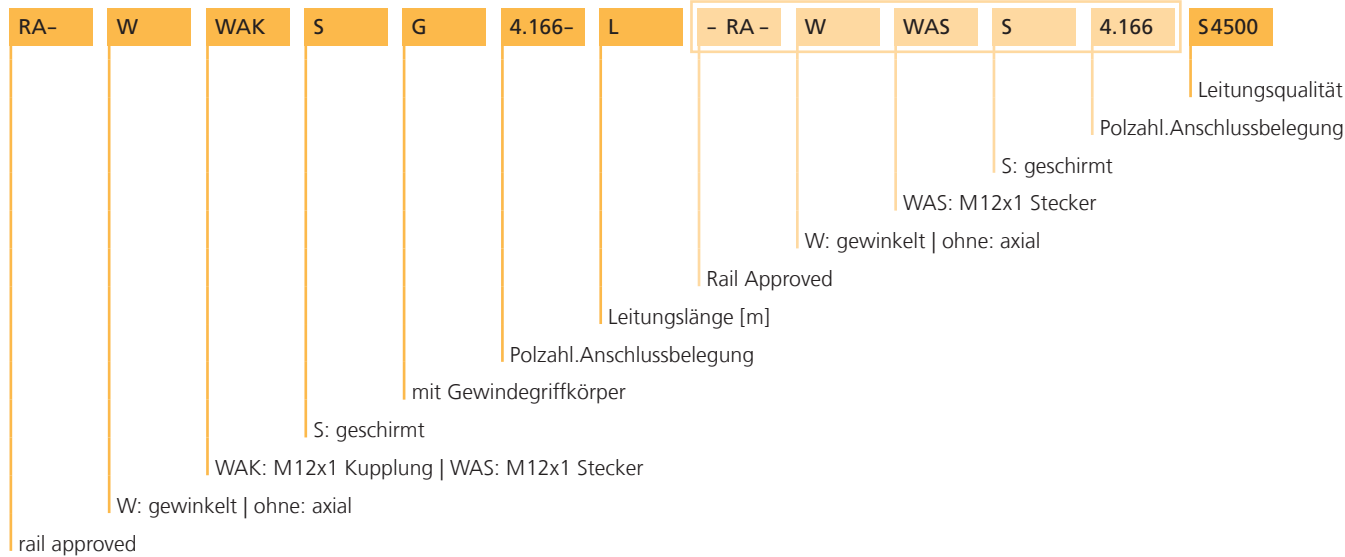 RA– W WAK S G 4.166– L – RA – W WAS S 4.166 S4500
Leitungsqualität
Polzahl.Anschlussbelegung
S: geschirmt
WAS: M12x1 Stecker
W: gewinkelt | ohne: axial
Rail Approved
Leitungslänge [m]
Polzahl.Anschlussbelegung
mit Gewindegriffkörper
S: geschirmt
WAK: M12x1 Kupplung | WAS: M12x1 Stecker
W: gewinkelt | ohne: axial
rail approved